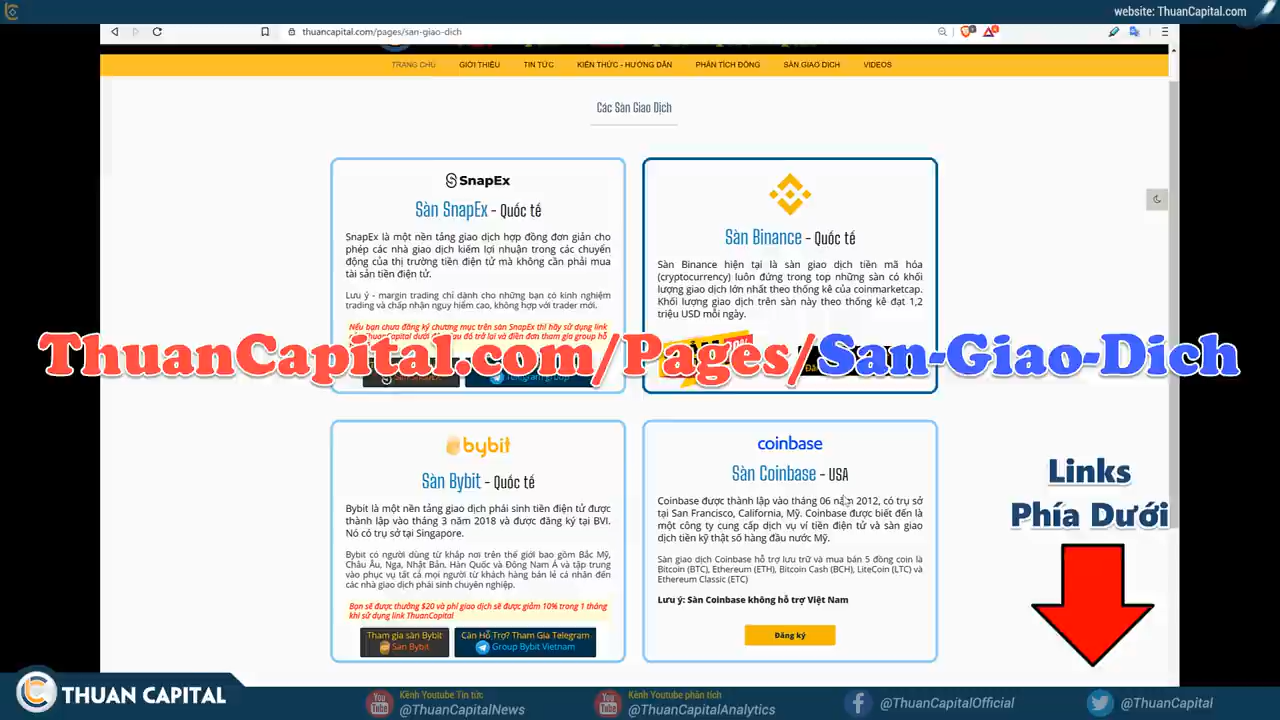 website: ThuanCapital.com
thuancapital.com/pages/san-giao-dich
TRANG CHỦ GIỚI THIỆU TIN TỨC KIẾN THỨC - HƯỚNG DẪN PHÂN TÍCH ĐỒNG SÀN GIAO DỊCH VIDEOS
Các Sàn Giao Dịch
SnapEx
Sàn SnapEx - Quốc tế
SnapEx là một nền tảng giao dịch hợp đồng đơn giản cho
phép các nhà giao dịch kiếm lợi nhuận trong các chuyển
động của thị trường tiền điện tử mà không cần phải mua
tài sản tiền điện tử.
Lưu ý - margin trading chỉ dành cho những bạn có kinh nghiệm
trading và chấp nhận nguy hiểm cao, không hợp với trader mới.
Nếu bạn chưa đăng ký chương mục trên sàn SnapEx thì hãy sử dụng link
Telegram group
Sàn Binance - Quốc tế
Sàn Binance hiện tại là sàn giao dịch tiền mã hóa
(cryptocurrency) luôn đứng trong top những sàn có khối
lượng giao dịch lớn nhất theo thống kê của coinmarketcap.
Khối lượng giao dịch trên sàn này theo thống kê đạt 1,2
triệu USD mỗi ngày.
ThuanCapital.com/Pages/San-Giao-Dich
bybit
Sàn Bybit - Quốc tế
Bybit là một nền tảng giao dịch phái sinh tiền điện tử được
thành lập vào tháng 3 năm 2018 và được đăng ký tại BVI.
Nó có trụ sở tại Singapore.
Bybit có người dùng từ khắp nơi trên thế giới bao gồm Bắc Mỹ,
Châu Âu, Nga, Nhật Bản, Hàn Quốc và Đông Nam Á và tập trung
vào phục vụ tất cả mọi người từ khách hàng bán lẻ cá nhân đến
các nhà giao dịch phái sinh chuyên nghiệp.
Bạn sẽ được thưởng $20 và phí giao dịch sẽ được giảm 10% trong 1 tháng
khi sử dụng link ThuanCapital
Tham gia sàn Bybit
Sàn Bybit
Cần Hỗ Trợ? Tham Gia Telegram
Group Bybit Vietnam
coinbase
Sàn Coinbase - USA
Coinbase được thành lập vào tháng 06 năm 2012, có trụ sở
tại San Francisco, California, Mỹ. Coinbase được biết đến là
một công ty cung cấp dịch vụ ví tiền điện tử và sàn giao
dịch tiền kỹ thật số hàng đầu nước Mỹ.
Sàn giao dịch Coinbase hỗ trợ lưu trữ và mua bán 5 đồng coin là
Bitcoin (BTC), Ethereum (ETH), Bitcoin Cash (BCH), LiteCoin (LTC) và
Ethereum Classic (ETC)
Lưu ý: Sàn Coinbase không hỗ trợ Việt Nam
Đăng ký
Links
Phía Dưới
THUAN CAPITAL
Kênh Youtube Tin tức
@ThuanCapitalNews
Kênh Youtube phân tích
@ThuanCapitalAnalytics
@ThuanCapitalOfficial
@ThuanCapital